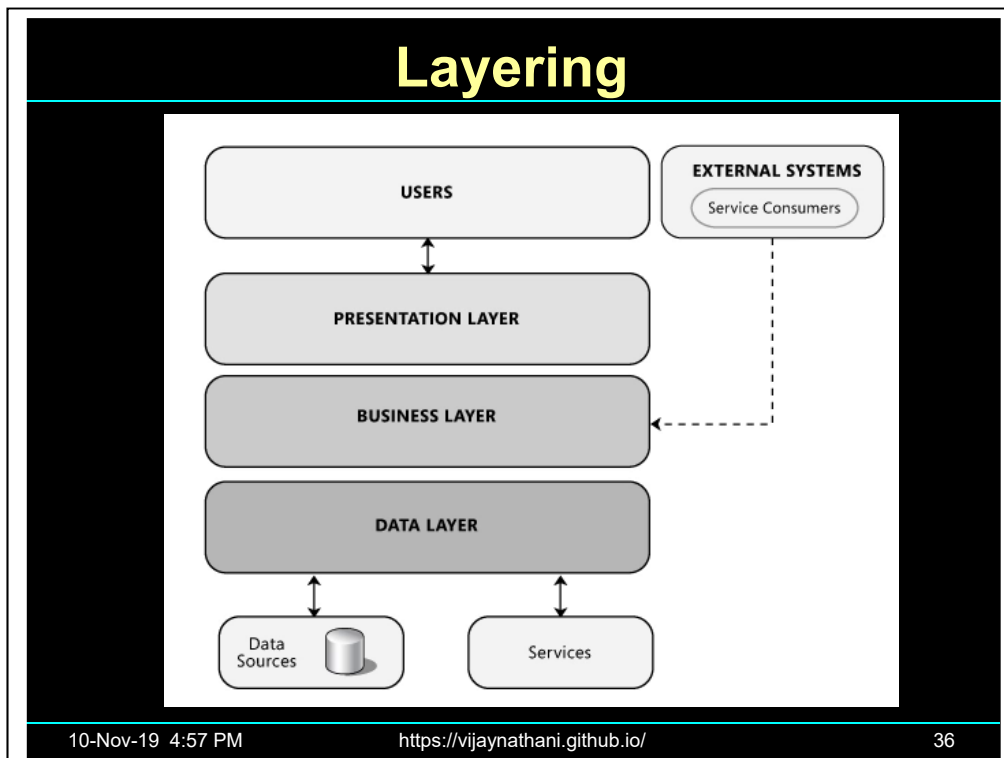 Layering
USERS
EXTERNAL SYSTEMS
Service Consumers
PRESENTATION LAYER
BUSINESS LAYER
DATA LAYER
Data
Sources
Services
10-Nov-19 4:57 PM
https://vijaynathani.github.io/
36